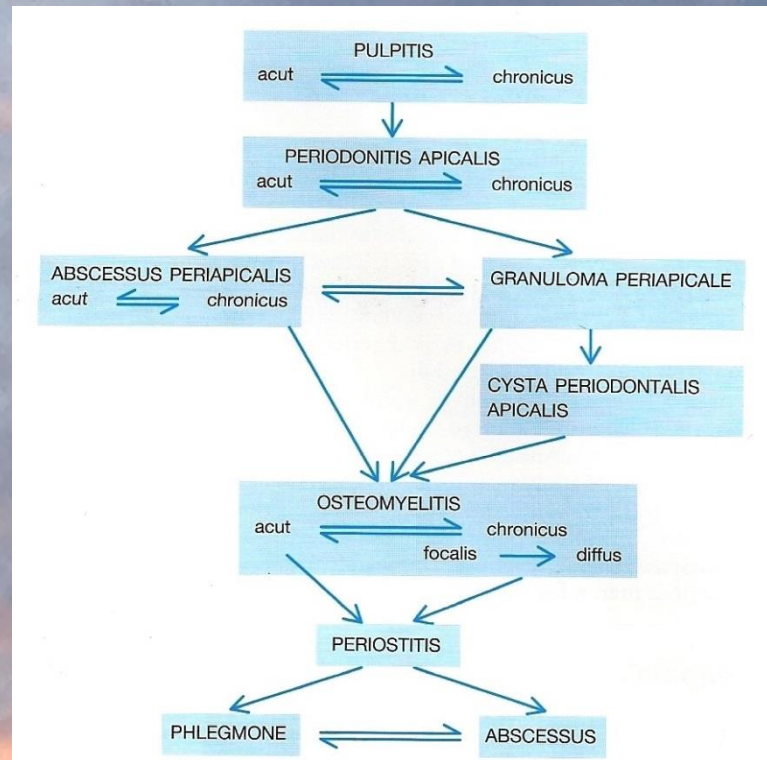 PULPITIS
acut chronicus
PERIODONITIS APICALIS
acut chronicus
ABSCESSUS PERIAPICALIS
acut chronicus
GRANULOMA PERIAPICALE
CYSTA PERIODONTALIS
APICALIS
OSTEOMYELITIS
acut chronicus
focalis diffus
PERIOSTITIS
PHLEGMONE ABSCESSUS